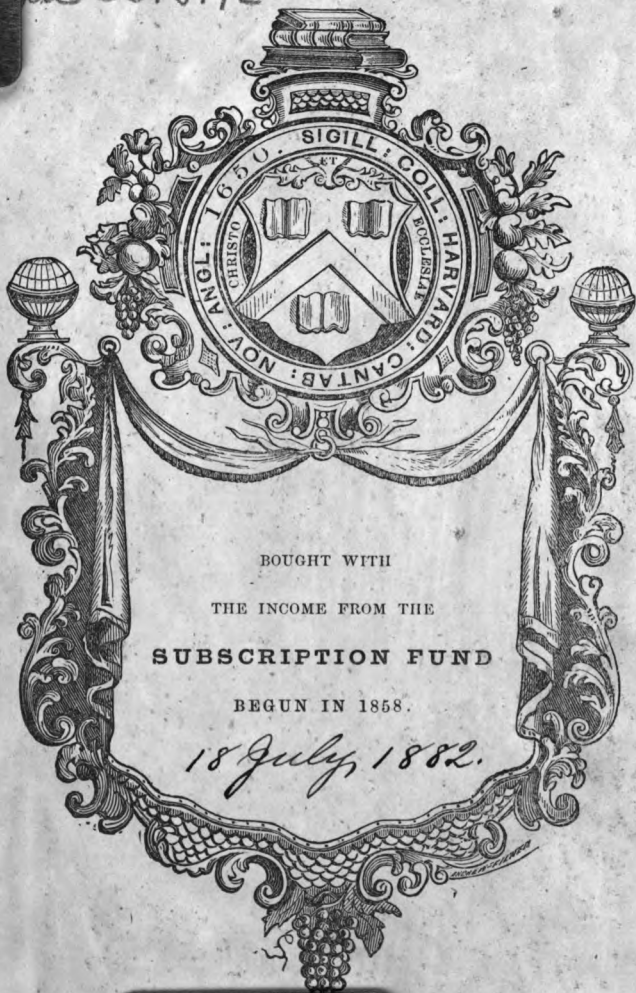 SIGILL: COLL: HARVARD: CANTAB: NOV: ANGL: 1650.
CHRISTO ET ECCLESIAE
BOUGHT WITH
THE INCOME FROM THE
SUBSCRIPTION FUND
BEGUN IN 1858.
18 July, 1882.